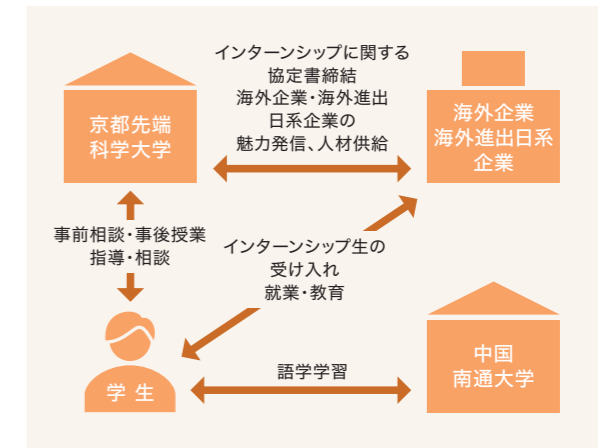 インターンシップに関する
協定書締結
海外企業・海外進出
日系企業の
魅力発信、人材供給
京都先端
科学大学
海外企業
海外進出日系
企業
事前相談・事後授業
指導・相談
インターンシップ生の
受け入れ
就業・教育
学生
語学学習
中国
南通大学